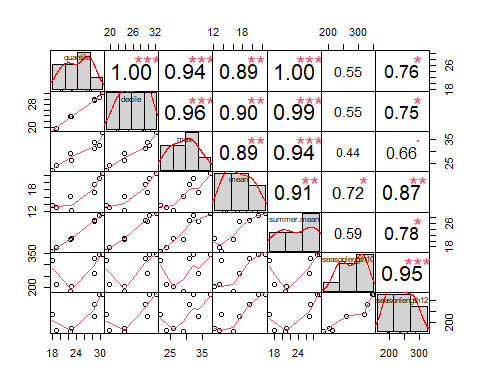 20 26 32 12 18 200 300
quantile 1.00 *** 0.94 *** 0.89 ** 1.00 *** 0.55 0.76 * 18 26
20 28 decile 0.96 *** 0.90 ** 0.99 *** 0.55 0.75 *
0.89 ** 0.94 *** 0.44 0.66 . 25 35
12 18 mean 0.91 ** 0.72 * 0.87 **
summer.mean 0.59 0.78 * 18 26
200 350 0.95 ***
seasonlength12 200
18 24 30 25 35 18 24 200 300